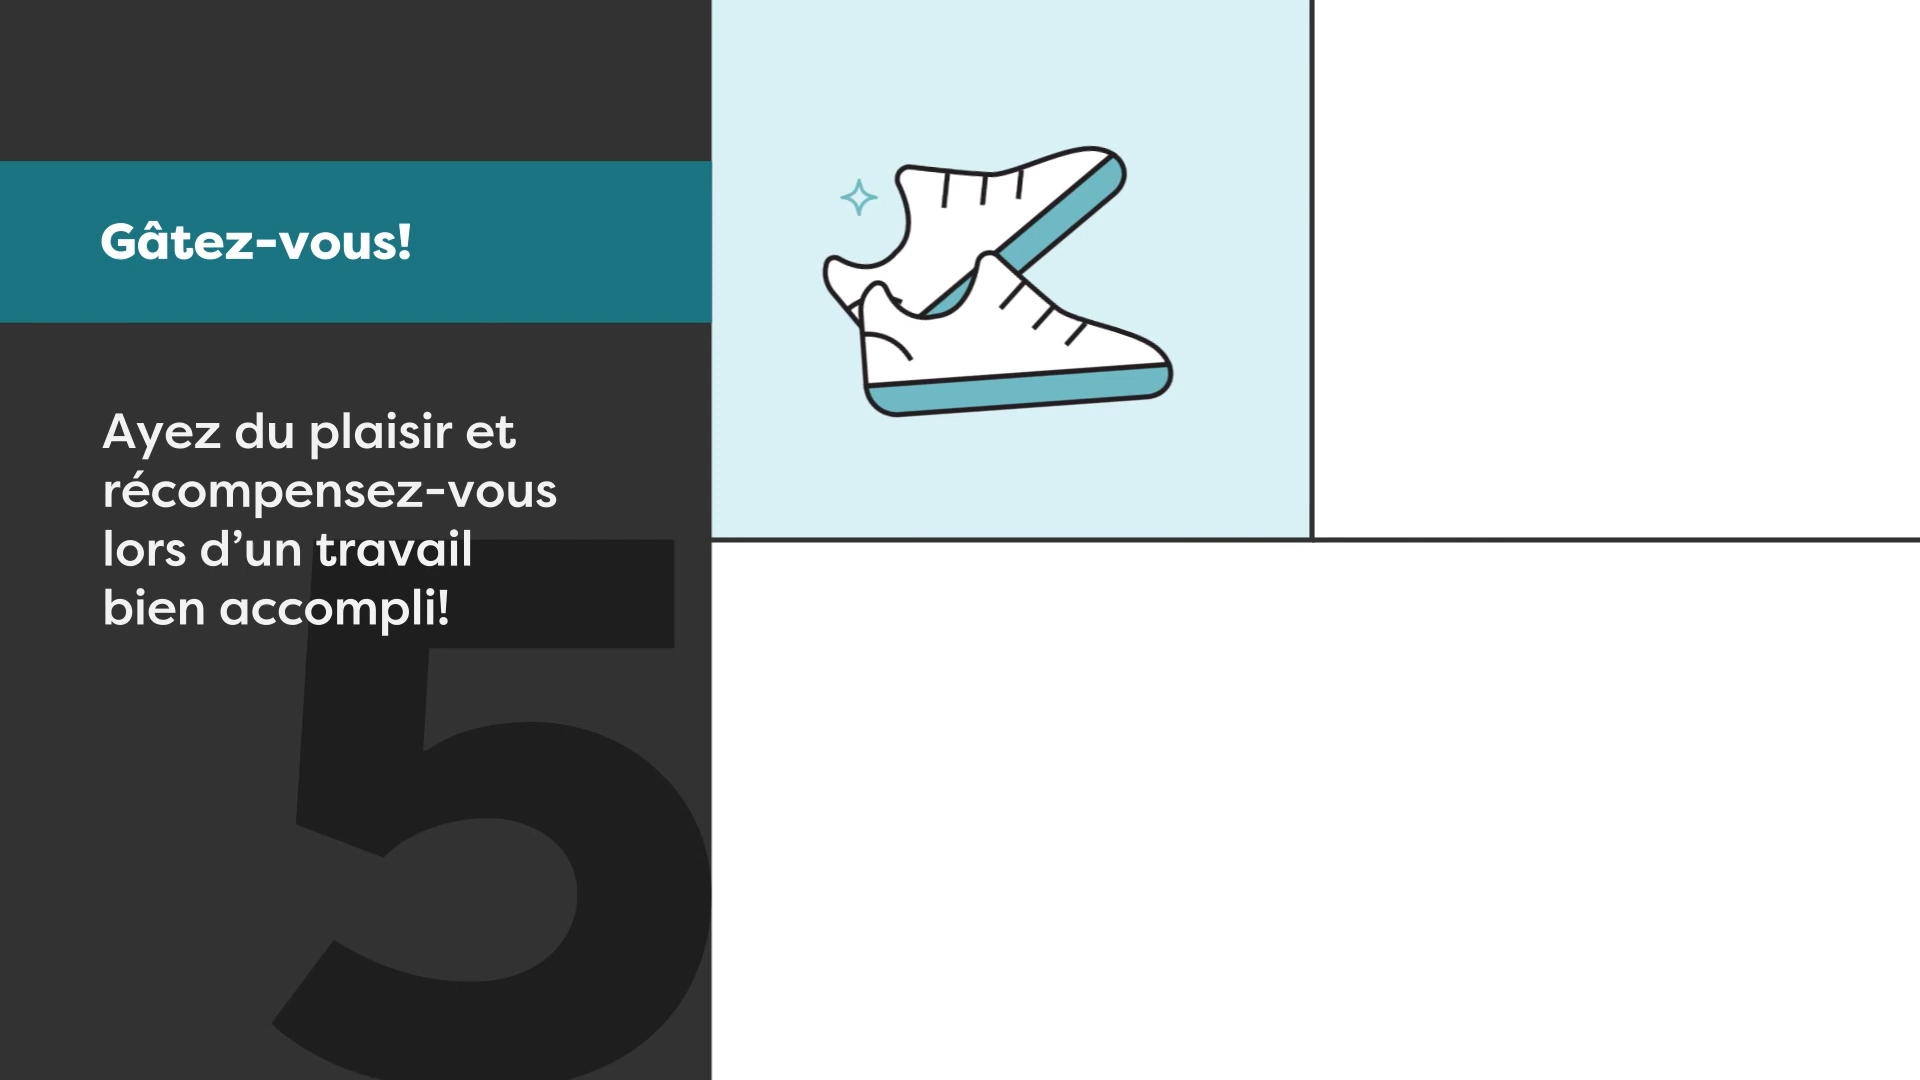 Gâtez-vous!
Ayez du plaisir et
récompensez-vous
lors d’un travail
bien accompli!
5